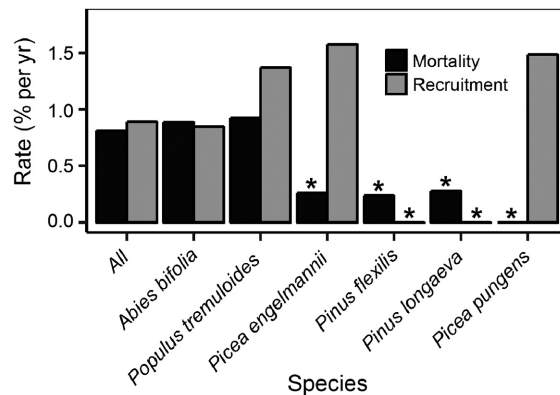 Rate (% per yr)
1.5
1.0
0.5
0.0
Mortality
Recruitment
*
*
*
*
*
*
All
Abies bifolia
Populus tremuloides
Picea engelmannii
Pinus flexilis
Pinus longaeva
Picea pungens
Species